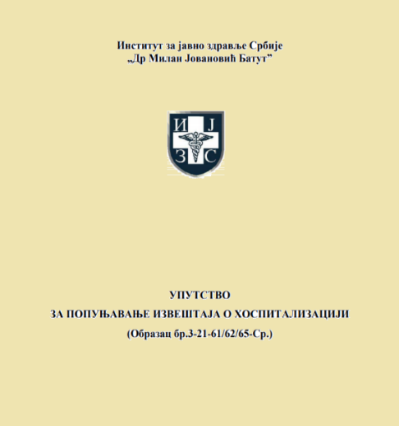 Институт за јавно здравље Србије
„Др Милан Јовановић Батут”
И Ј
З С
УПУТСТВО
ЗА ПОПУЊАВАЊЕ ИЗВЕШТАЈА О ХОСПИТАЛИЗАЦИЈИ
(Образац бр.3-21-61/62/65-Ср.)